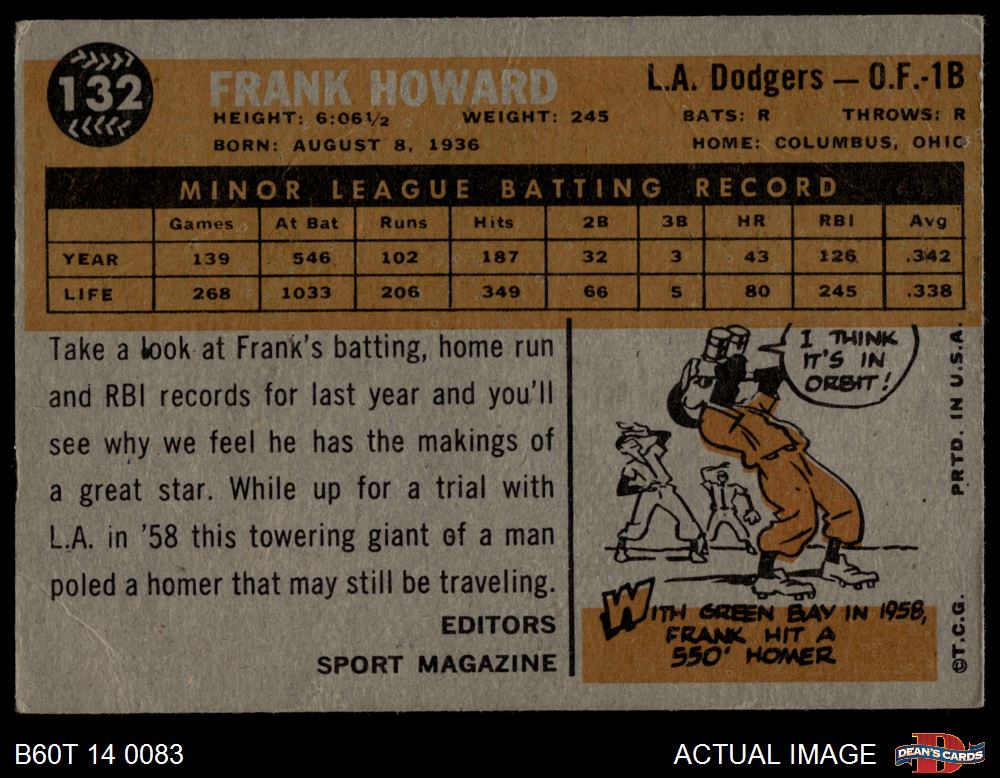 132
FRANK HOWARD
L.A. Dodgers — O.F.-1B
HEIGHT: 6:06½ WEIGHT: 245 BATS: R THROWS: R
BORN: AUGUST 8, 1936 HOME: COLUMBUS, OHIO
MINOR LEAGUE BATTING RECORD
Games At Bat Runs Hits 2B 3B HR RBI Avg
YEAR 139 546 102 187 32 3 43 126 .342
LIFE 268 1033 206 349 66 5 80 245 .338
Take a look at Frank's batting, home run
and RBI records for last year and you'll
see why we feel he has the makings of
a great star. While up for a trial with
L.A. in '58 this towering giant of a man
poled a homer that may still be traveling.
EDITORS
SPORT MAGAZINE
I THINK
IT'S IN
ORBIT!
WITH GREEN BAY IN 1958,
FRANK HIT A
550' HOMER
©T.C.G. PRTD. IN U.S.A.
B60T 14 0083
ACTUAL IMAGE
D
DEAN'S CARDS